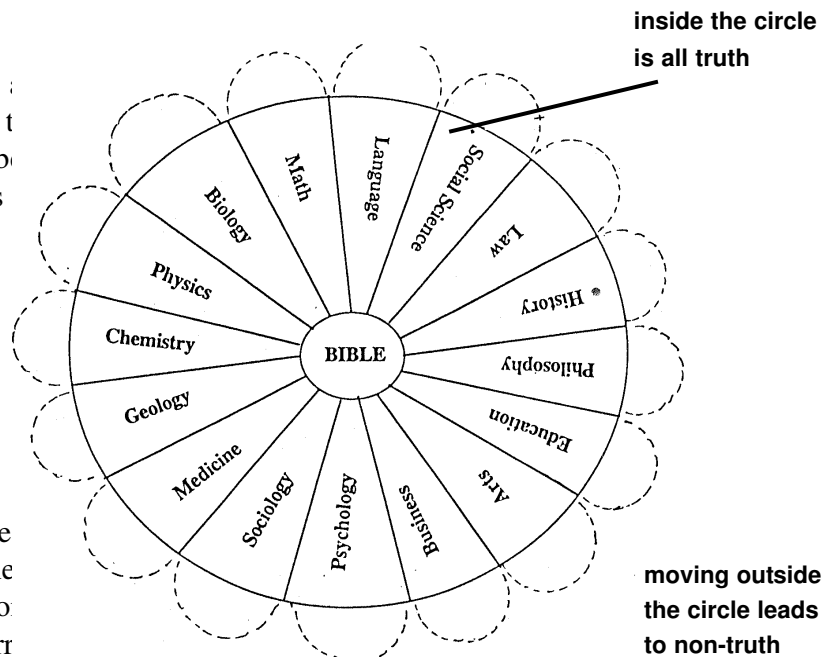 inside the circle
is all truth
Language
Social Science
Law
History
Philosophy
Education
Arts
Business
Psychology
Sociology
Medicine
Geology
Chemistry
Physics
Biology
Math
BIBLE
moving outside
the circle leads
to non-truth